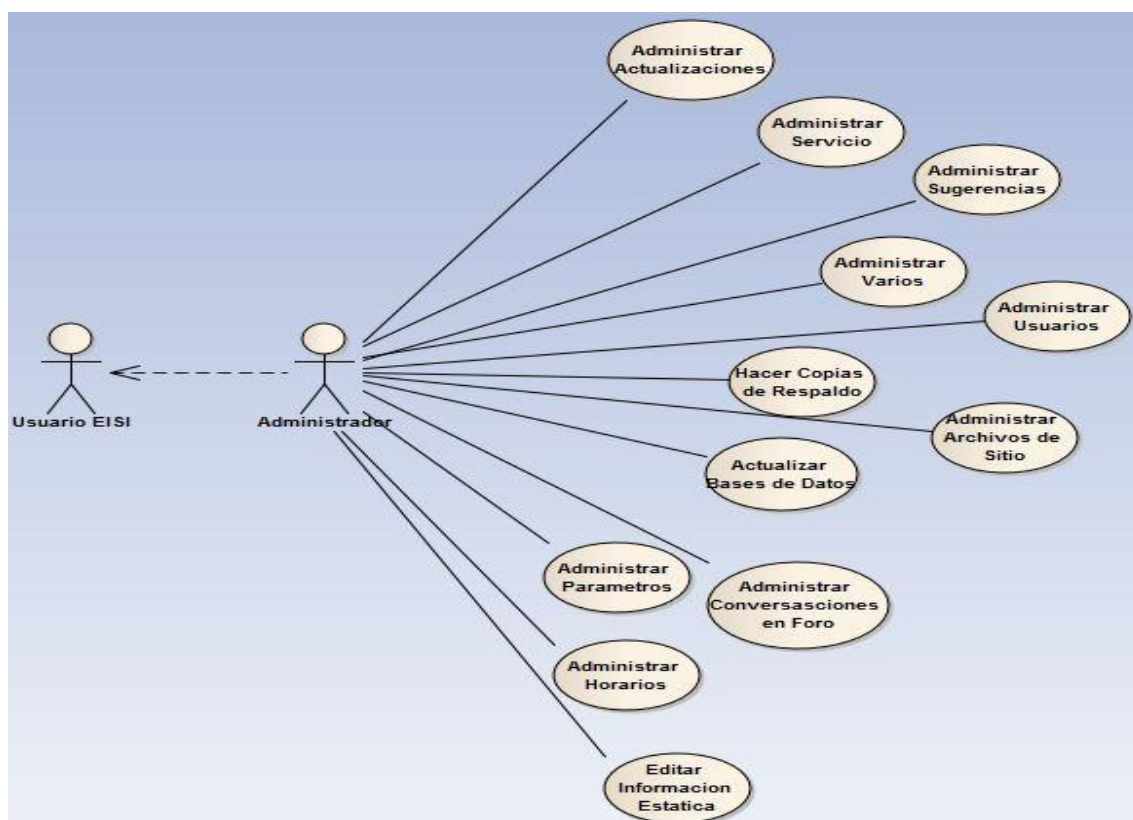 Administrar
Actualizaciones
Administrar
Servicio
Administrar
Sugerencias
Administrar
Varios
Administrar
Usuarios
Hacer Copias
de Respaldo
Administrar
Archivos de
Sitio
Usuario EISI
Administrador
Actualizar
Bases de Datos
Administrar
Parametros
Administrar
Conversasciones
en Foro
Administrar
Horarios
Editar
Informacion
Estatica